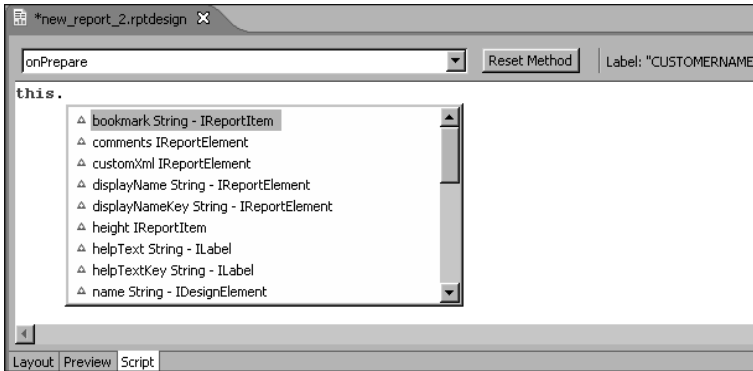 *new_report_2.rptdesign
onPrepare Reset Method Label: "CUSTOMERNAME
this.
bookmark String - IReportItem
comments IReportElement
customXml IReportElement
displayName String - IReportElement
displayNameKey String - IReportElement
height IReportItem
helpText String - ILabel
helpTextKey String - ILabel
name String - IDesignElement
Layout Preview Script